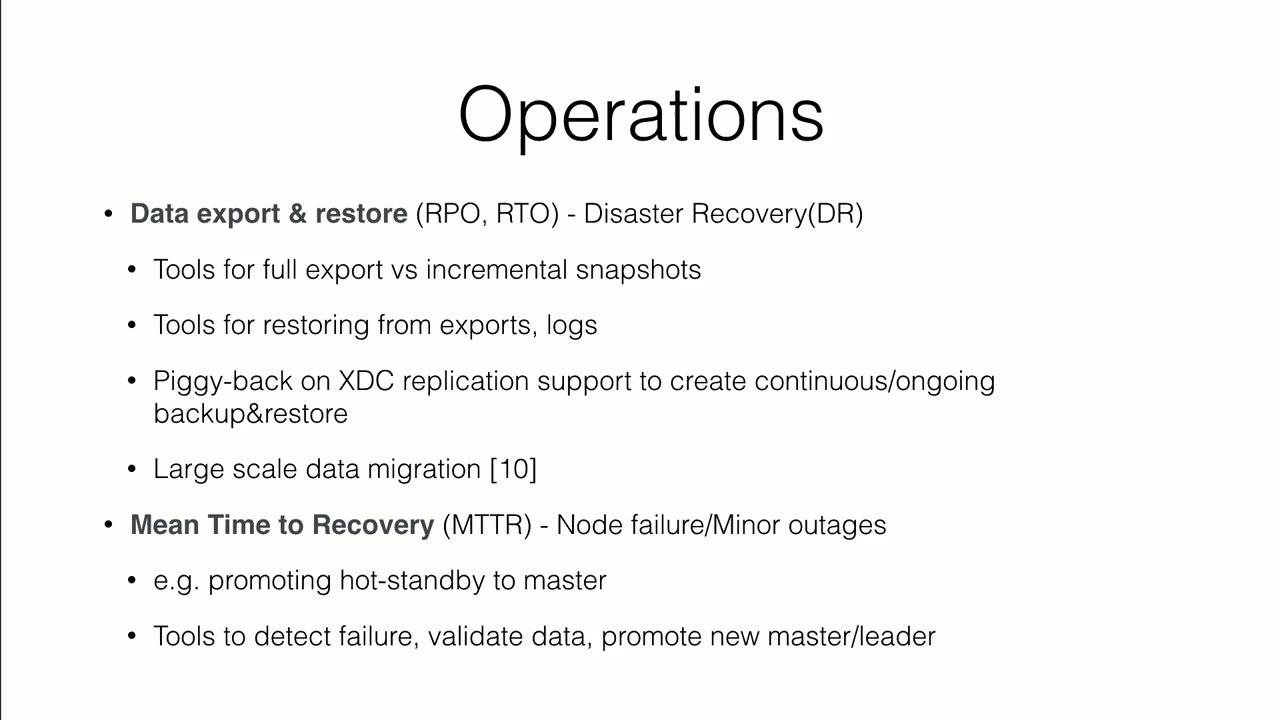 Operations
• Data export & restore (RPO, RTO) - Disaster Recovery(DR)
• Tools for full export vs incremental snapshots
• Tools for restoring from exports, logs
• Piggy-back on XDC replication support to create continuous/ongoing
backup&restore
• Large scale data migration [10]
• Mean Time to Recovery (MTTR) - Node failure/Minor outages
• e.g. promoting hot-standby to master
• Tools to detect failure, validate data, promote new master/leader